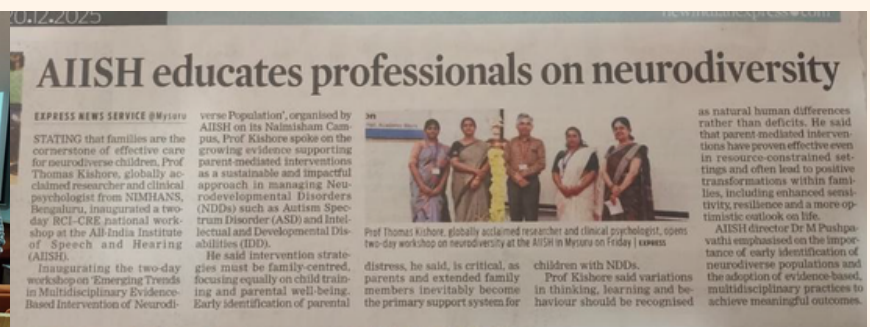 20.12.2025
newindianexpress.com
AIISH educates professionals on neurodiversity
EXPRESS NEWS SERVICE @Mysuru
STATING that families are the
cornerstone of effective care
for neurodiverse children, Prof
Thomas Kishore, globally ac-
claimed researcher and clinical
psychologist from NIMHANS,
Bengaluru, inaugurated a two-
day RCI-CRE national work-
shop at the All-India Institute
of Speech and Hearing
(AIISH).
Inaugurating the two-day
workshop on 'Emerging Trends
in Multidisciplinary Evidence-
Based Intervention of Neurodi-
verse Population', organised by
AIISH on its Naimisham Cam-
pus, Prof Kishore spoke on the
growing evidence supporting
parent-mediated interventions
as a sustainable and impactful
approach in managing Neu-
rodevelopmental Disorders
(NDDs) such as Autism Spec-
trum Disorder (ASD) and Intel-
lectual and Developmental Dis-
abilities (IDD).
He said intervention strate-
gies must be family-centred,
focusing equally on child train-
ing and parental well-being.
Early identification of parental
Prof Thomas Kishore, globally acclaimed researcher and clinical psychologist, opens
two-day workshop on neurodiversity at the AIISH in Mysuru on Friday | EXPRESS
distress, he said, is critical, as
parents and extended family
members inevitably become
the primary support system for
children with NDDs.
Prof Kishore said variations
in thinking, learning and be-
haviour should be recognised
as natural human differences
rather than deficits. He said
that parent-mediated interven-
tions have proven effective even
in resource-constrained set-
tings and often lead to positive
transformations within fami-
lies, including enhanced sensi-
tivity, resilience and a more op-
timistic outlook on life.
AIISH director Dr M Pushpa-
vathi emphasised on the impor-
tance of early identification of
neurodiverse populations and
the adoption of evidence-based,
multidisciplinary practices to
achieve meaningful outcomes.